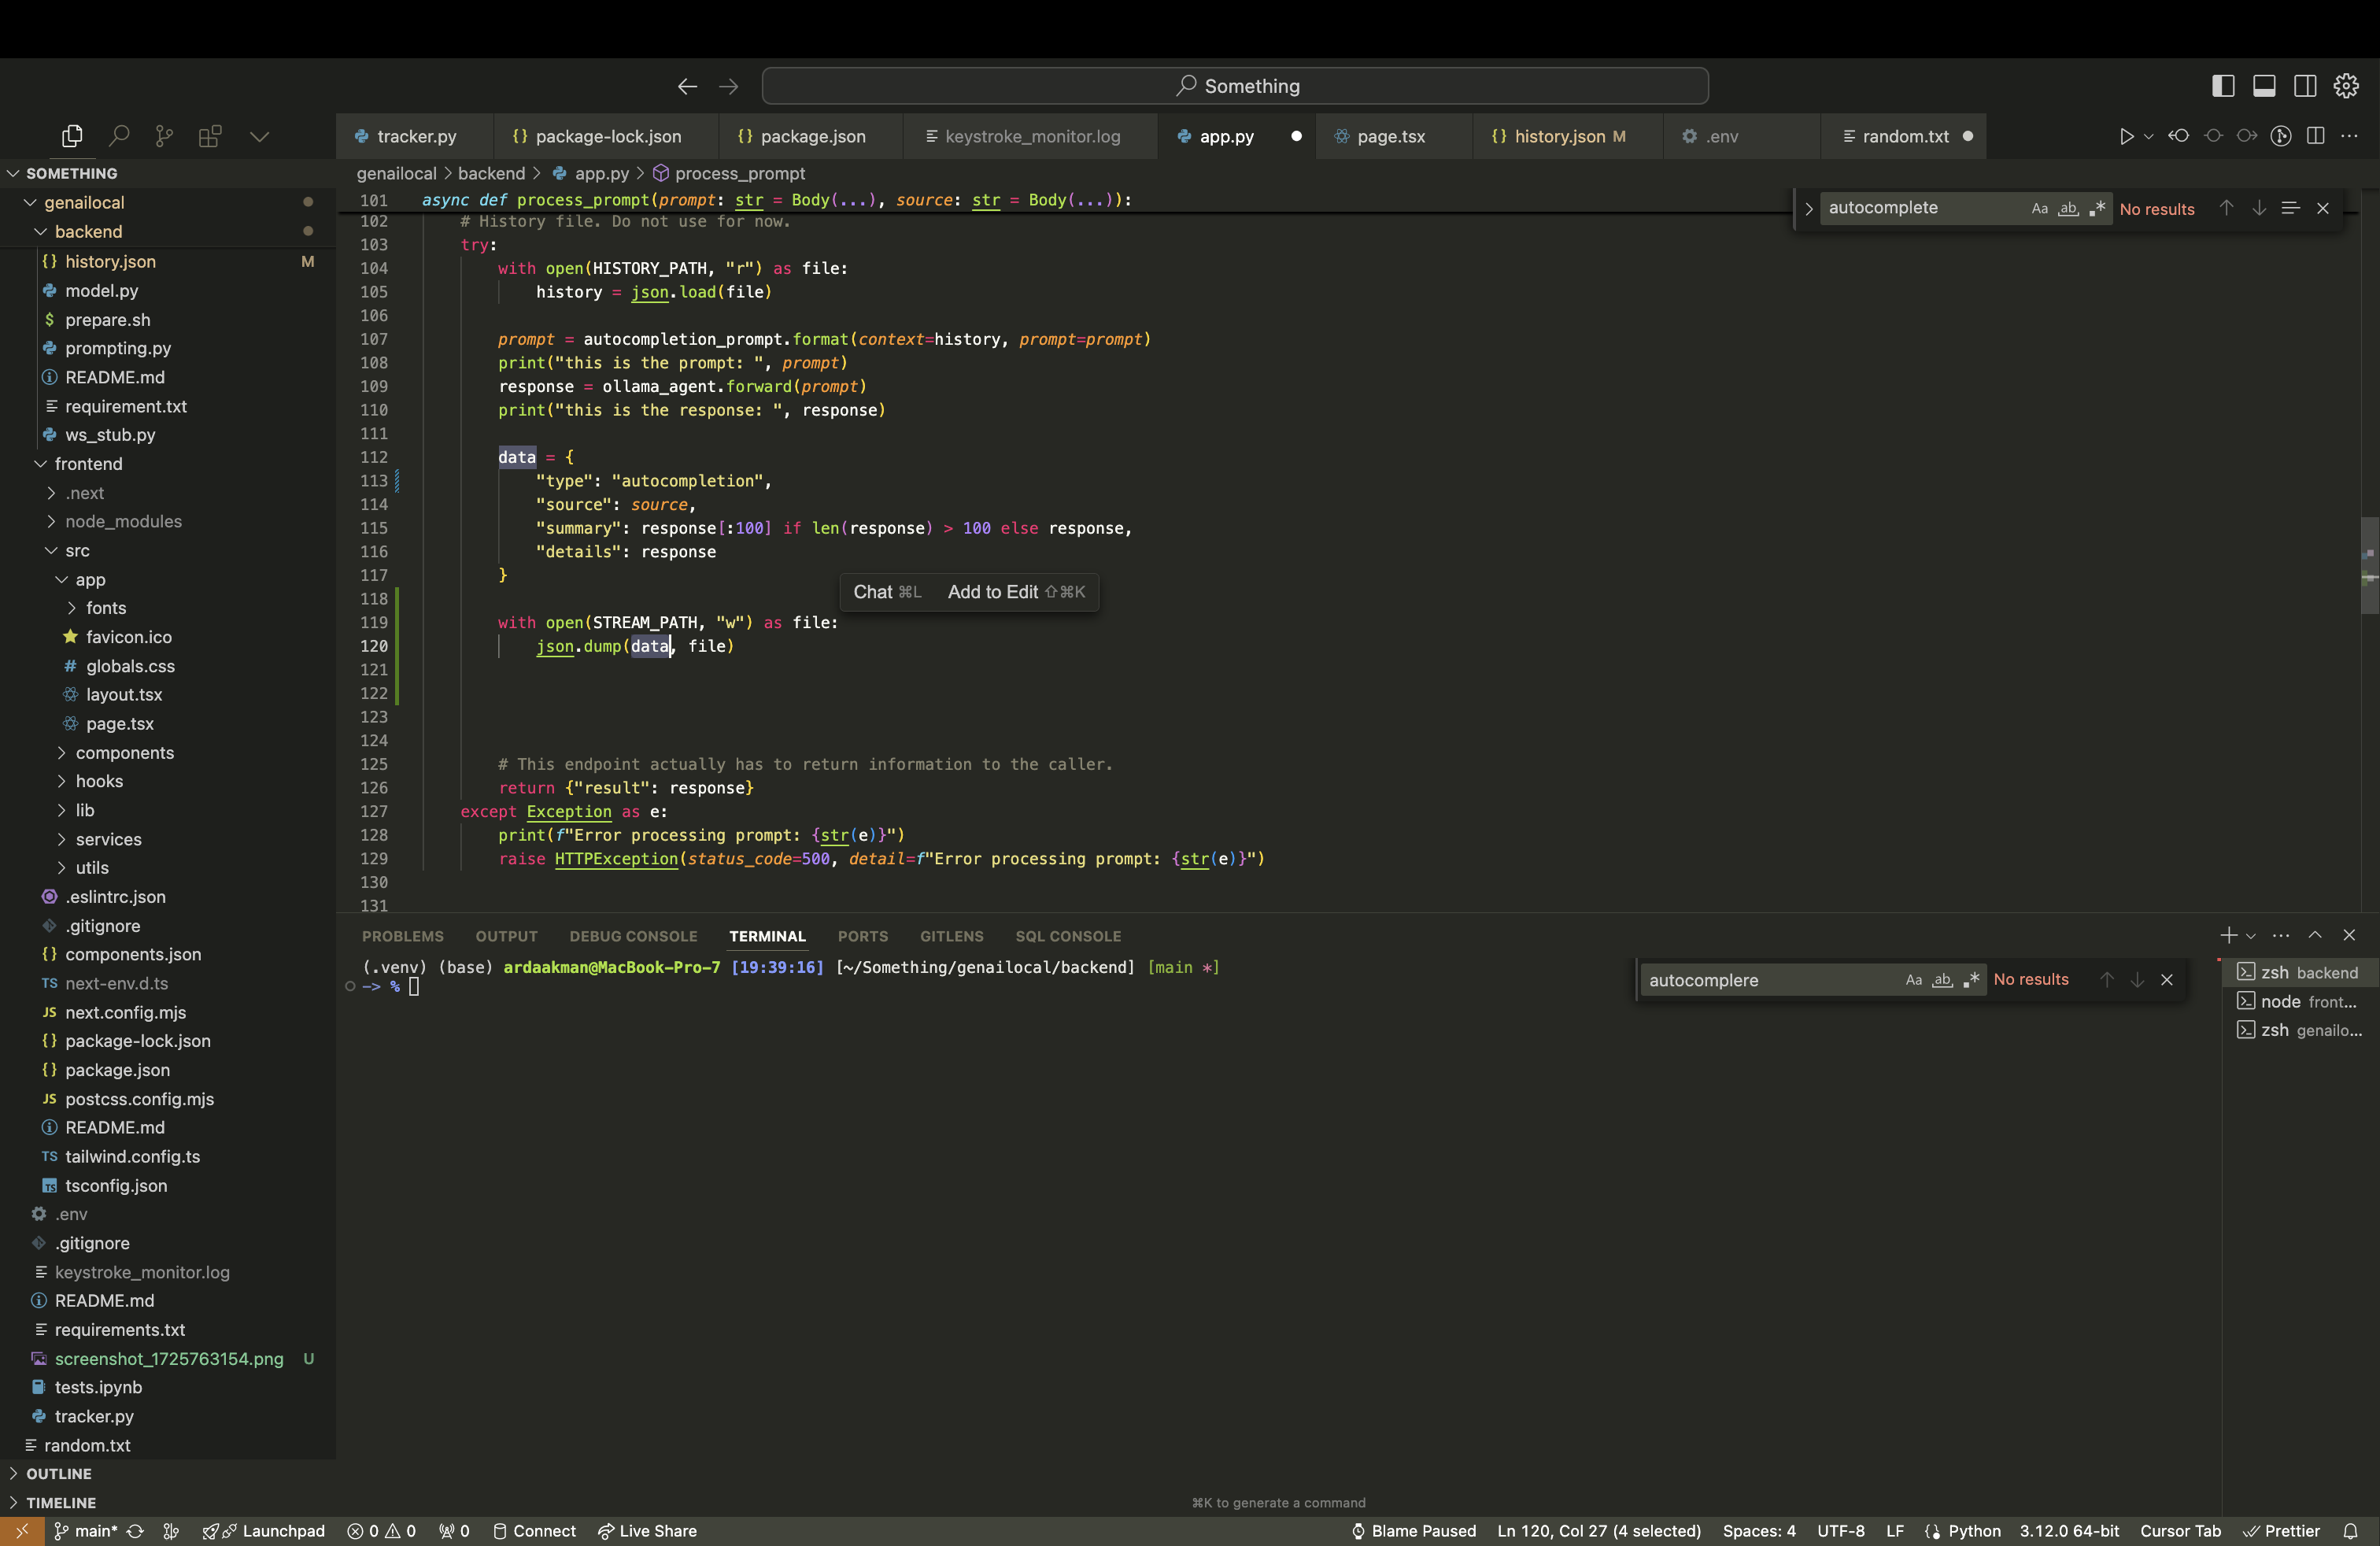 Something
tracker.py
package-lock.json
package.json
keystroke_monitor.log
app.py
page.tsx
history.json M
.env
random.txt
SOMETHING
genailocal
backend
history.json M
model.py
prepare.sh
prompting.py
README.md
requirement.txt
ws_stub.py
frontend
.next
node_modules
src
app
fonts
favicon.ico
globals.css
layout.tsx
page.tsx
components
hooks
lib
services
utils
.eslintrc.json
.gitignore
components.json
next-env.d.ts
next.config.mjs
package-lock.json
package.json
postcss.config.mjs
README.md
tailwind.config.ts
tsconfig.json
.env
.gitignore
keystroke_monitor.log
README.md
requirements.txt
screenshot_1725763154.png U
tests.ipynb
tracker.py
random.txt
OUTLINE
TIMELINE
genailocal > backend > app.py > process_prompt
autocomplete Aa ab No results
101 async def process_prompt(prompt: str = Body(...), source: str = Body(...)):
102 # History file. Do not use for now.
103 try:
104 with open(HISTORY_PATH, "r") as file:
105 history = json.load(file)
106
107 prompt = autocompletion_prompt.format(context=history, prompt=prompt)
108 print("this is the prompt: ", prompt)
109 response = ollama_agent.forward(prompt)
110 print("this is the response: ", response)
111
112 data = {
113 "type": "autocompletion",
114 "source": source,
115 "summary": response[:100] if len(response) > 100 else response,
116 "details": response
117 }
118
Chat ⌘L Add to Edit ⇧⌘K
119 with open(STREAM_PATH, "w") as file:
120 json.dump(data, file)
121
122
123
124
125 # This endpoint actually has to return information to the caller.
126 return {"result": response}
127 except Exception as e:
128 print(f"Error processing prompt: {str(e)}")
129 raise HTTPException(status_code=500, detail=f"Error processing prompt: {str(e)}")
130
131
PROBLEMS OUTPUT DEBUG CONSOLE TERMINAL PORTS GITLENS SQL CONSOLE
(.venv) (base) ardaakman@MacBook-Pro-7 [19:39:16] [~/Something/genailocal/backend] [main *]
-> %
autocomplere Aa ab No results
zsh backend
node front...
zsh genailo...
⌘K to generate a command
main* Launchpad 0 0 0 Connect Live Share Blame Paused Ln 120, Col 27 (4 selected) Spaces: 4 UTF-8 LF Python 3.12.0 64-bit Cursor Tab Prettier